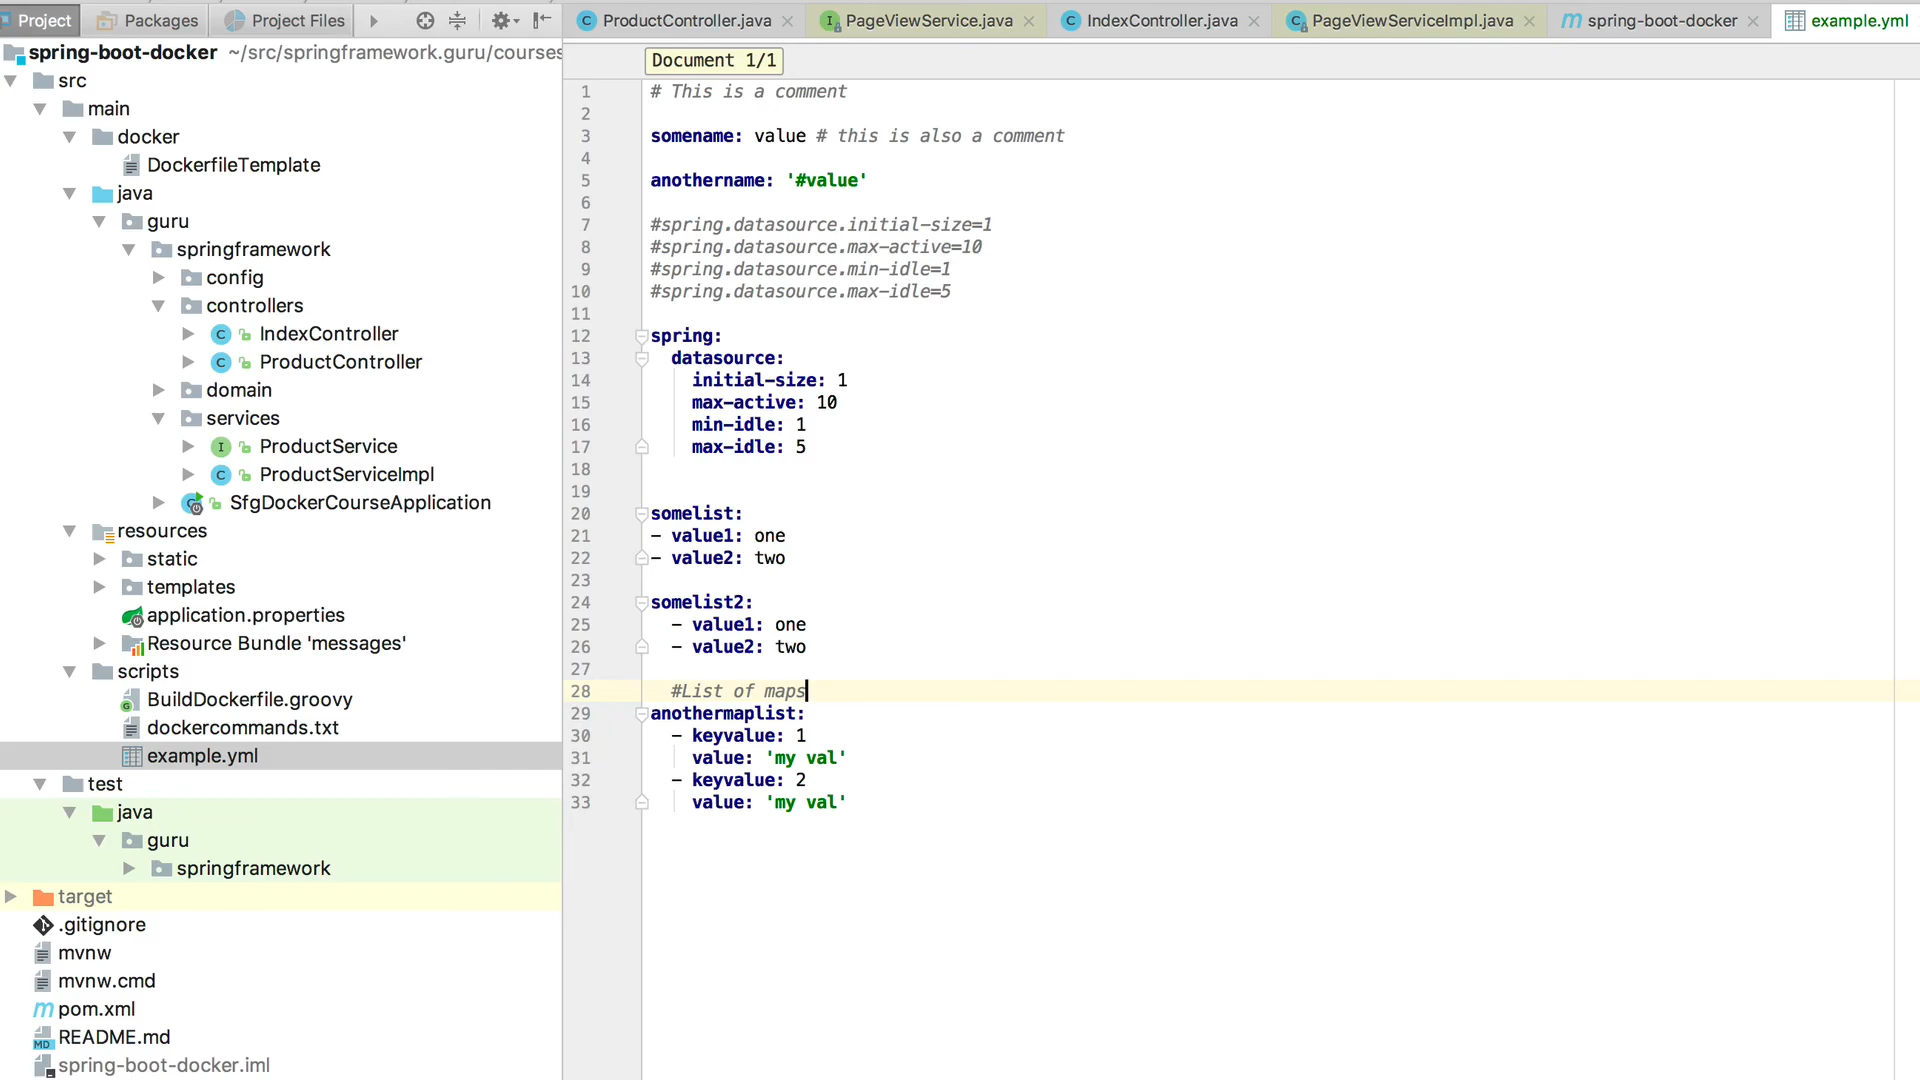 Project Packages Project Files
ProductController.java PageViewService.java IndexController.java PageViewServiceImpl.java spring-boot-docker example.yml
spring-boot-docker ~/src/springframework.guru/courses
src
main
docker
DockerfileTemplate
java
guru
springframework
config
controllers
IndexController
ProductController
domain
services
ProductService
ProductServiceImpl
SfgDockerCourseApplication
resources
static
templates
application.properties
Resource Bundle 'messages'
scripts
BuildDockerfile.groovy
dockercommands.txt
example.yml
test
java
guru
springframework
target
.gitignore
mvnw
mvnw.cmd
pom.xml
README.md
spring-boot-docker.iml
Document 1/1
1 # This is a comment
2
3 somename: value # this is also a comment
4
5 anothername: '#value'
6
7 #spring.datasource.initial-size=1
8 #spring.datasource.max-active=10
9 #spring.datasource.min-idle=1
10 #spring.datasource.max-idle=5
11
12 spring:
13 datasource:
14 initial-size: 1
15 max-active: 10
16 min-idle: 1
17 max-idle: 5
18
19
20 somelist:
21 - value1: one
22 - value2: two
23
24 somelist2:
25 - value1: one
26 - value2: two
27
28 #List of maps
29 anothermaplist:
30 - keyvalue: 1
31 value: 'my val'
32 - keyvalue: 2
33 value: 'my val'